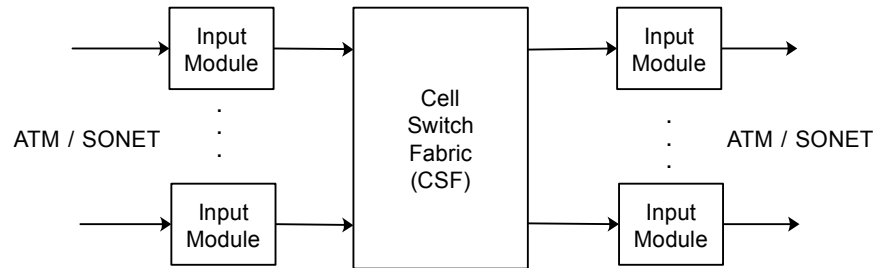 Input
Module
Input
Module
ATM / SONET
Cell
Switch
Fabric
(CSF)
ATM / SONET
Input
Module
Input
Module